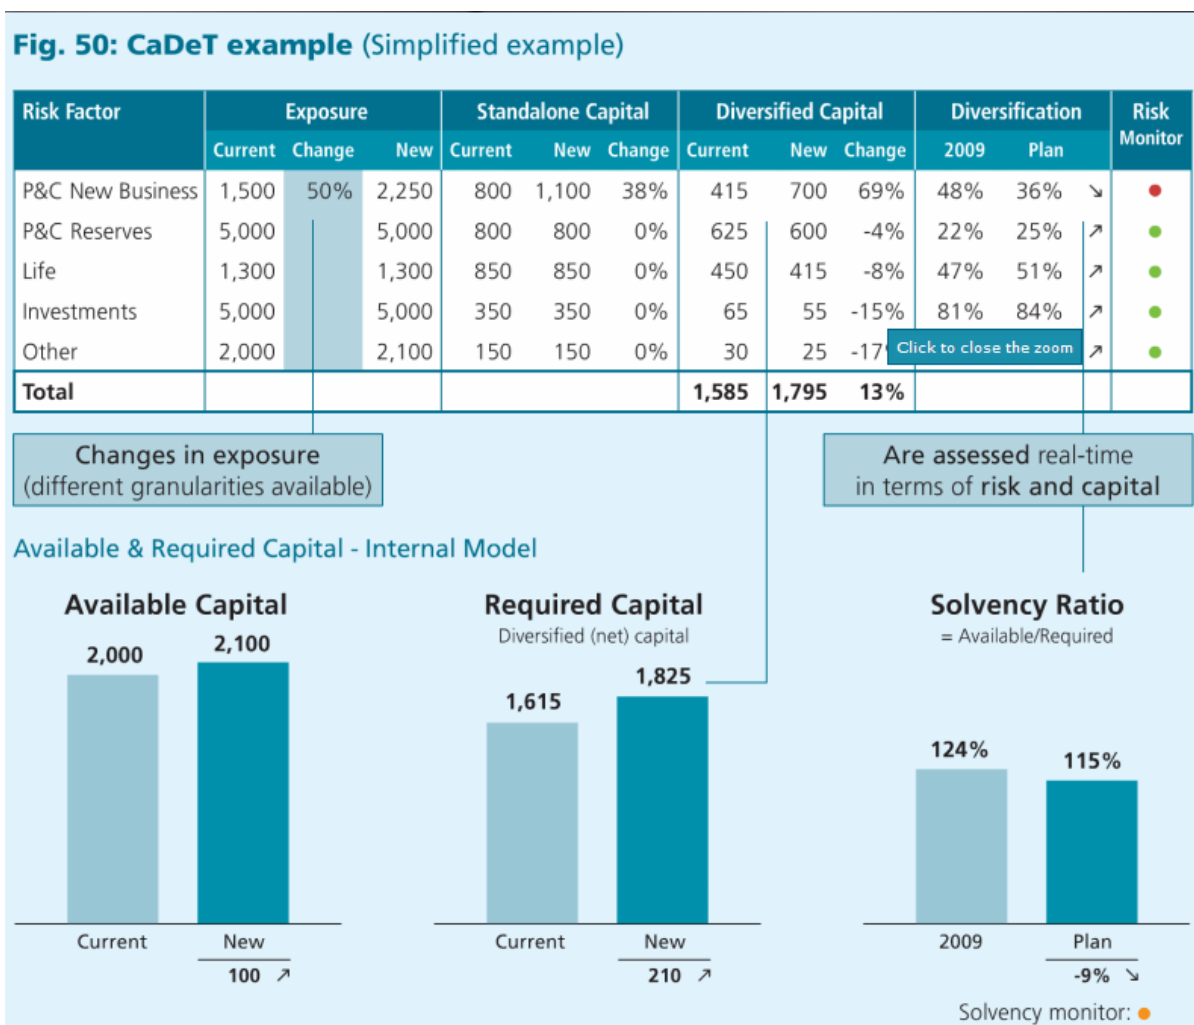 Fig. 50: CaDeT example (Simplified example)
Risk Factor Exposure Standalone Capital Diversified Capital Diversification Risk Monitor
Current Change New Current New Change Current New Change 2009 Plan
P&C New Business 1,500 50% 2,250 800 1,100 38% 415 700 69% 48% 36% ↘
P&C Reserves 5,000 5,000 800 800 0% 625 600 -4% 22% 25% ↗
Life 1,300 1,300 850 850 0% 450 415 -8% 47% 51% ↗
Investments 5,000 5,000 350 350 0% 65 55 -15% 81% 84% ↗
Other 2,000 2,100 150 150 0% 30 25 ↗
Click to close the zoom
Total 1,585 1,795 13%
Changes in exposure
(different granularities available)
Are assessed real-time
in terms of risk and capital
Available & Required Capital - Internal Model
Available Capital
2,000 2,100
Current New
100 ↗
Required Capital
Diversified (net) capital
1,615 1,825
Current New
210 ↗
Solvency Ratio
= Available/Required
124% 115%
2009 Plan
-9% ↘
Solvency monitor: